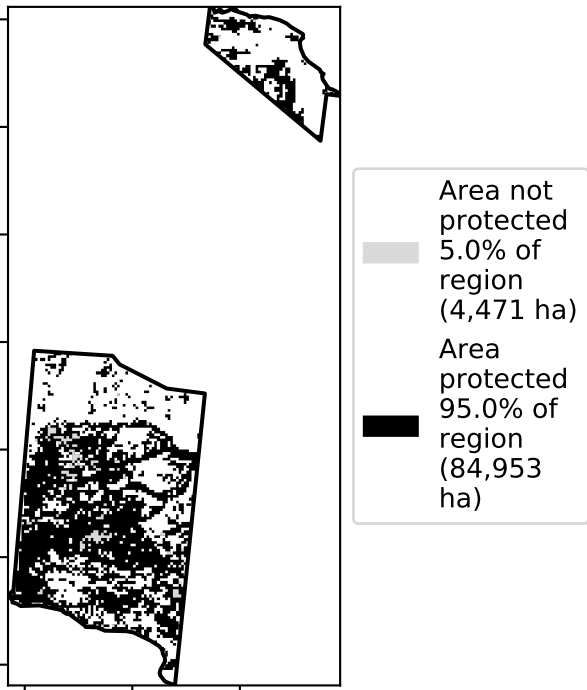 Area not
protected
5.0% of
region
(4,471 ha)
Area
protected
95.0% of
region
(84,953
ha)